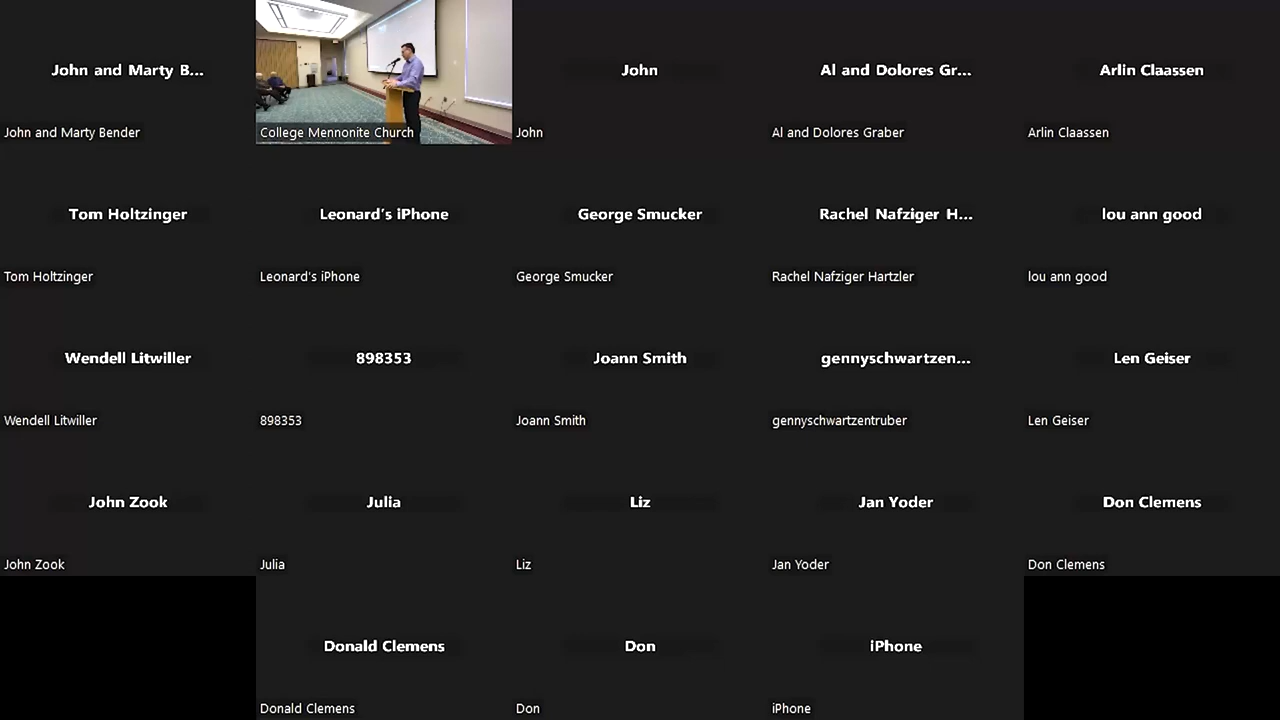 John and Marty B...
John and Marty Bender
College Mennonite Church
John
John
Al and Dolores Gr...
Al and Dolores Graber
Arlin Claassen
Arlin Claassen
Tom Holtzinger
Tom Holtzinger
Leonard's iPhone
Leonard's iPhone
George Smucker
George Smucker
Rachel Nafziger H...
Rachel Nafziger Hartzler
lou ann good
lou ann good
Wendell Litwiller
Wendell Litwiller
898353
898353
Joann Smith
Joann Smith
gennyschwartzen...
gennyschwartzentruber
Len Geiser
Len Geiser
John Zook
John Zook
Julia
Julia
Liz
Liz
Jan Yoder
Jan Yoder
Don Clemens
Don Clemens
Donald Clemens
Donald Clemens
Don
Don
iPhone
iPhone